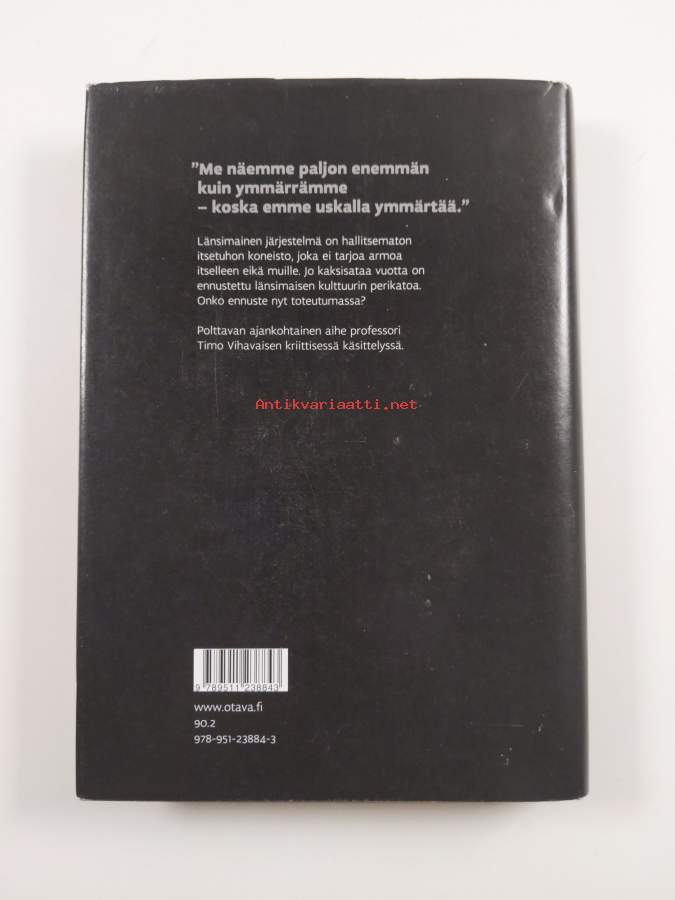 ”Me näemme paljon enemmän
kuin ymmärrämme
– koska emme uskalla ymmärtää.”
Länsimainen järjestelmä on hallitsematon
itsetuhon koneisto, joka ei tarjoa armoa
itselleen eikä muille. Jo kaksisataa vuotta on
ennustettu länsimaisen kulttuurin perikatoa.
Onko ennuste nyt toteutumassa?
Polttavan ajankohtainen aihe professori
Timo Vihavaisen kriittisessä käsittelyssä.
Antikvariaatti.net
9 789511 238843
www.otava.fi
90.2
978-951-23884-3